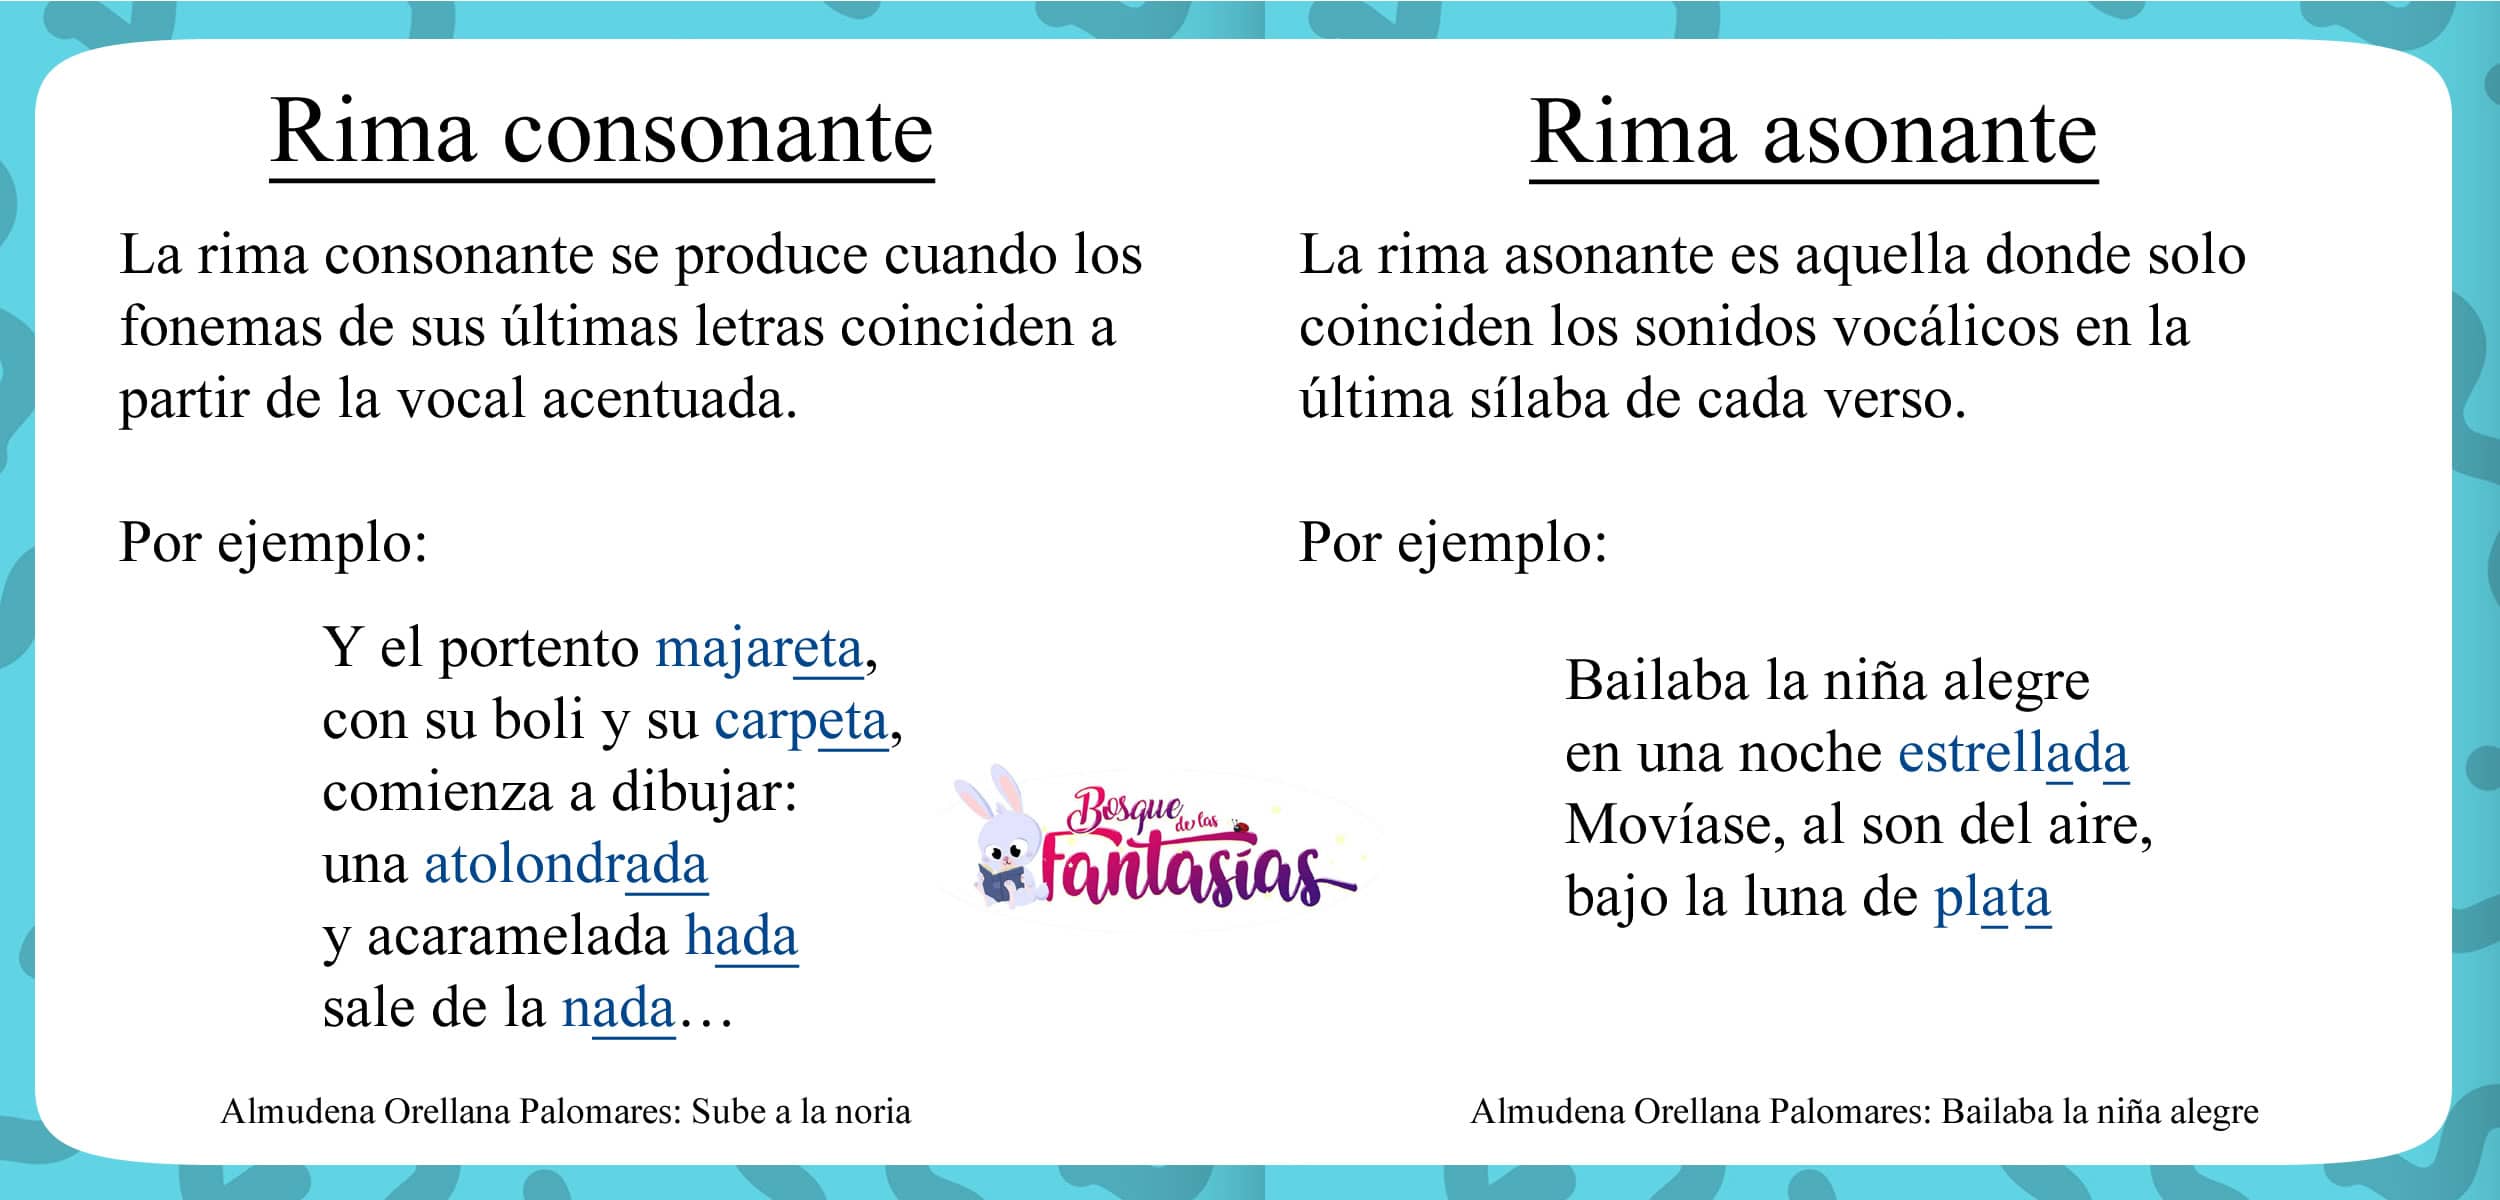 Rima consonante
La rima consonante se produce cuando los
fonemas de sus últimas letras coinciden a
partir de la vocal acentuada.
Por ejemplo:
Y el portento majareta,
con su boli y su carpeta,
comienza a dibujar:
una atolondrada
y acaramelada hada
sale de la nada…
Almudena Orellana Palomares: Sube a la noria
Bosque
de las
Fantasías
Rima asonante
La rima asonante es aquella donde solo
coinciden los sonidos vocálicos en la
última sílaba de cada verso.
Por ejemplo:
Bailaba la niña alegre
en una noche estrellada
Movíase, al son del aire,
bajo la luna de plata
Almudena Orellana Palomares: Bailaba la niña alegre